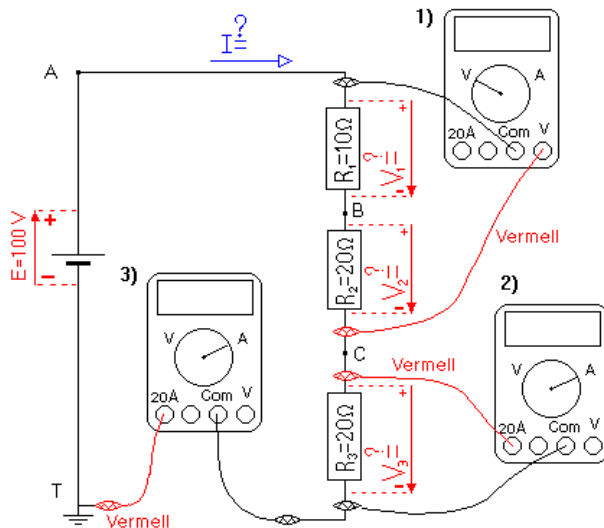 1)
I=?
A
V A
20A Com V
R1=10Ω
V1=?
+
-
B
Vermell
E=100 V
+
-
R2=20Ω
V2=?
+
-
3)
V A
20A Com V
2)
V A
20A Com V
C
Vermell
R3=20Ω
V3=?
+
-
T
Vermell